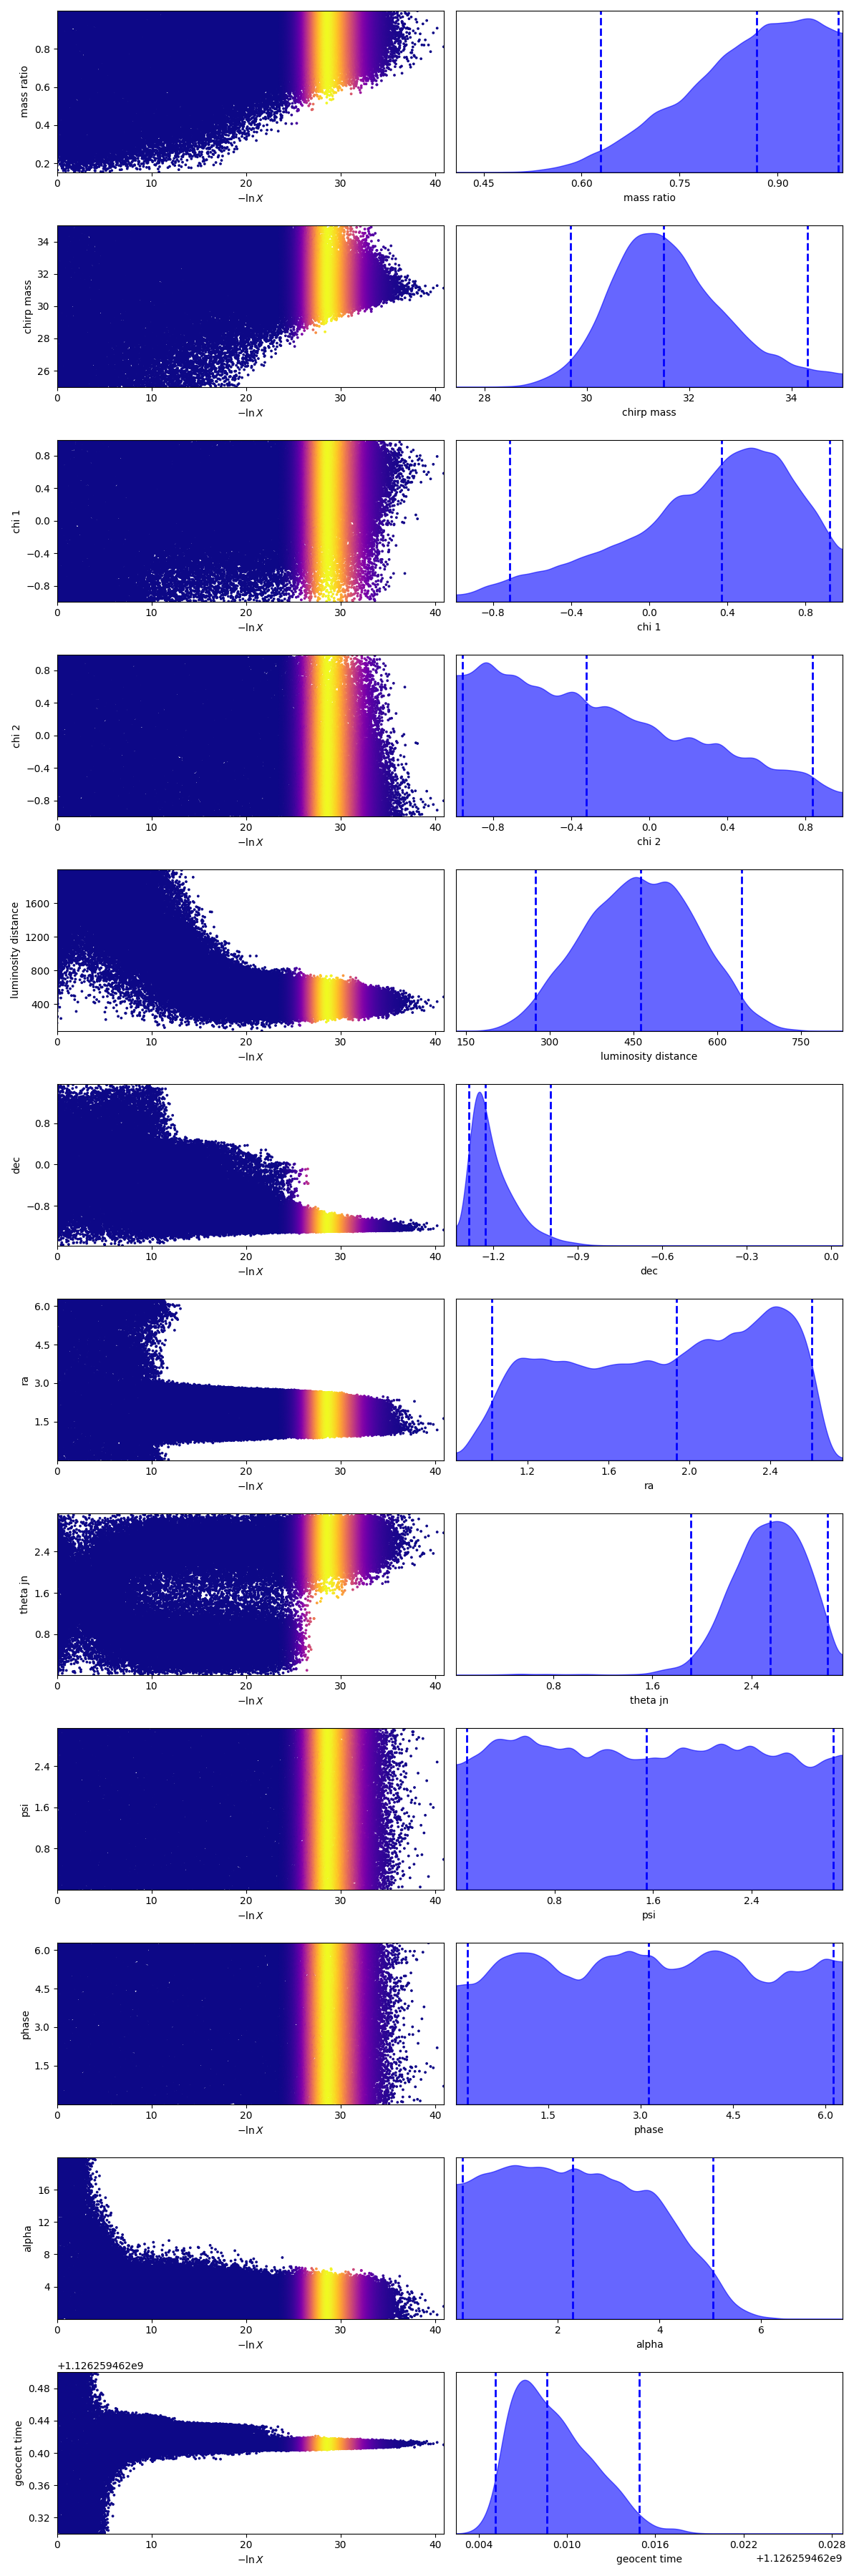 mass ratio
0.8
0.6
0.4
0.2
0 10 20 30 40
−ln X
0.45 0.60 0.75 0.90
mass ratio
chirp mass
34
32
30
28
26
0 10 20 30 40
−ln X
28 30 32 34
chirp mass
chi 1
0.8
0.4
0.0
−0.4
−0.8
0 10 20 30 40
−ln X
−0.8 −0.4 0.0 0.4 0.8
chi 1
chi 2
0.8
0.4
0.0
−0.4
−0.8
0 10 20 30 40
−ln X
−0.8 −0.4 0.0 0.4 0.8
chi 2
luminosity distance
1600
1200
800
400
0 10 20 30 40
−ln X
150 300 450 600 750
luminosity distance
dec
0.8
0.0
−0.8
0 10 20 30 40
−ln X
−1.2 −0.9 −0.6 −0.3 0.0
dec
ra
6.0
4.5
3.0
1.5
0 10 20 30 40
−ln X
1.2 1.6 2.0 2.4
ra
theta jn
2.4
1.6
0.8
0 10 20 30 40
−ln X
0.8 1.6 2.4
theta jn
psi
2.4
1.6
0.8
0 10 20 30 40
−ln X
0.8 1.6 2.4
psi
phase
6.0
4.5
3.0
1.5
0 10 20 30 40
−ln X
1.5 3.0 4.5 6.0
phase
alpha
16
12
8
4
0 10 20 30 40
−ln X
2 4 6
alpha
+1.126259462e9
geocent time
0.48
0.44
0.40
0.36
0.32
0 10 20 30 40
−ln X
0.004 0.010 0.016 0.022 0.028
geocent time
+1.126259462e9